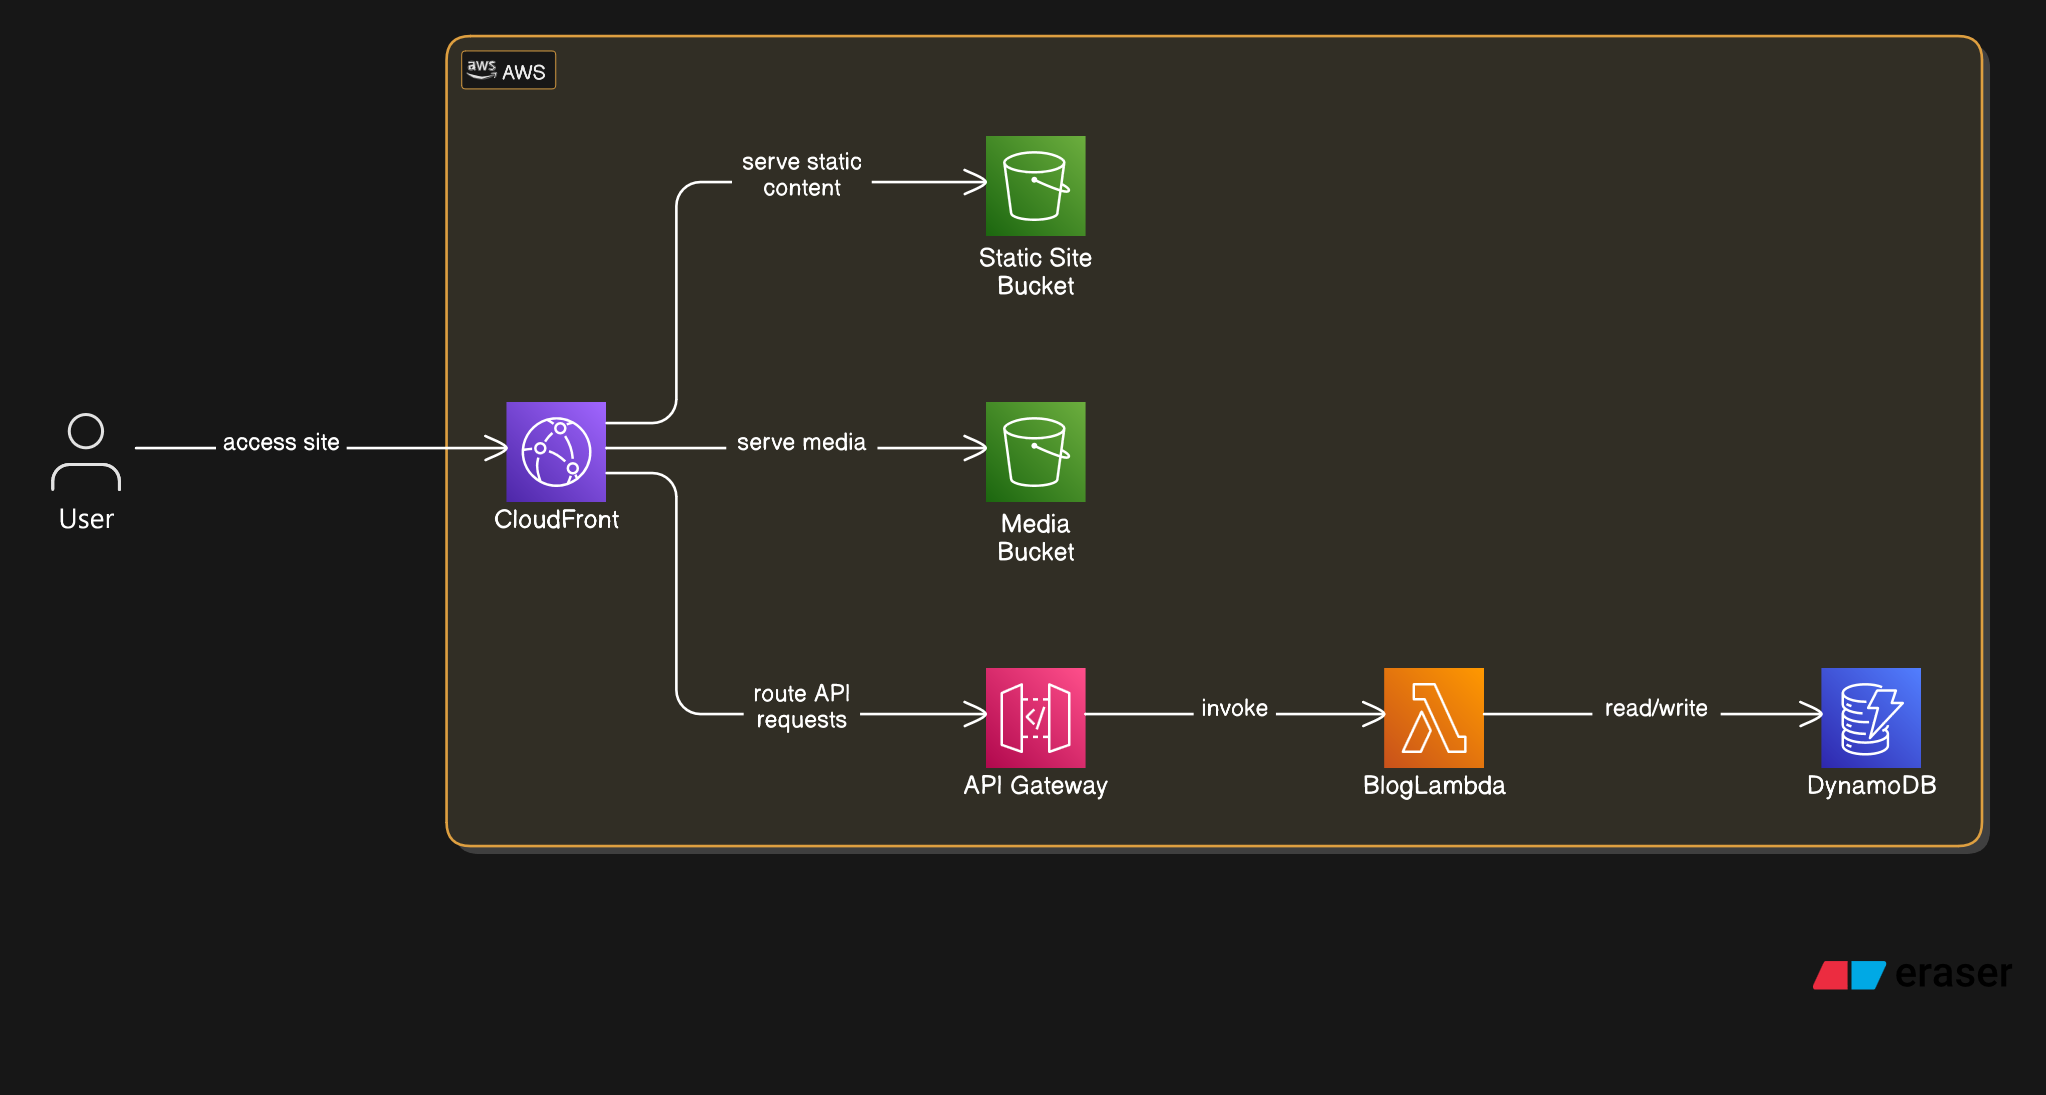 aws AWS
serve static
content
Static Site
Bucket
access site
User
CloudFront
serve media
Media
Bucket
route API
requests
API Gateway
invoke
BlogLambda
read/write
DynamoDB
eraser